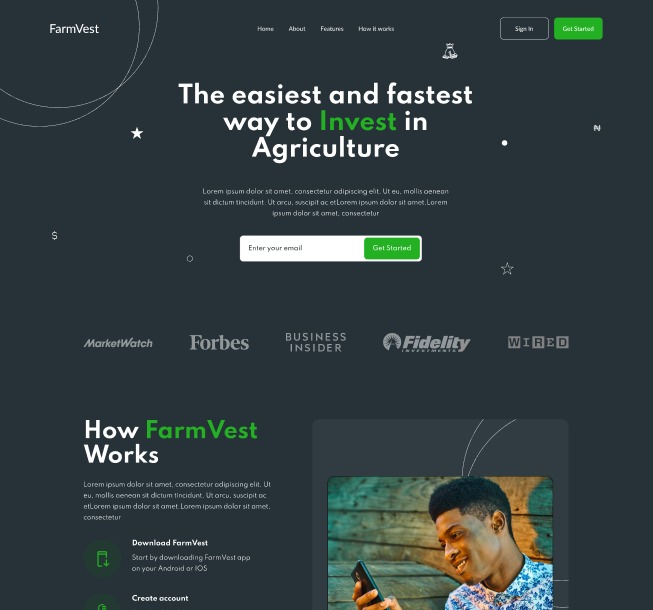 FarmVest
Home
About
Features
How it works
Sign In
Get Started
The easiest and fastest
way to Invest in
Agriculture
₦
Lorem ipsum dolor sit amet, consectetur adipiscing elit. Ut eu, mollis aenean
sit dictum tincidunt. Ut arcu, suscipit ac etLorem ipsum dolor sit amet,Lorem
ipsum dolor sit amet, consectetur
$
Enter your email
Get Started
MarketWatch
Forbes
BUSINESS
INSIDER
Fidelity
INVESTMENTS
WIRED
How FarmVest
Works
Lorem ipsum dolor sit amet, consectetur adipiscing elit. Ut
eu, mollis aenean sit dictum tincidunt. Ut arcu, suscipit ac
etLorem ipsum dolor sit amet,Lorem ipsum dolor sit amet,
consectetur
Download FarmVest
Start by downloading FarmVest app
on your Android or IOS
Create account